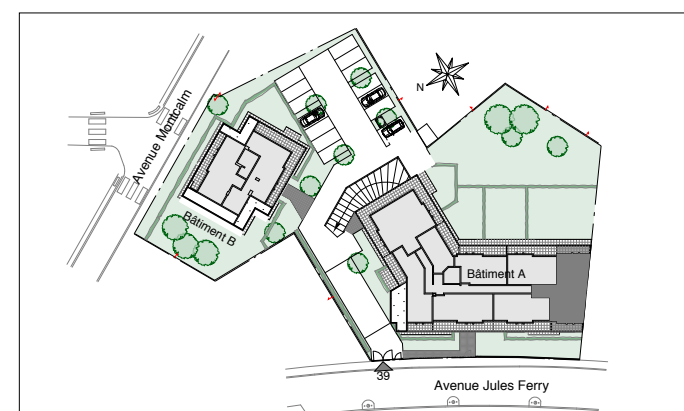 Avenue Montcalm
N
Bâtiment B
Bâtiment A
39
Avenue Jules Ferry